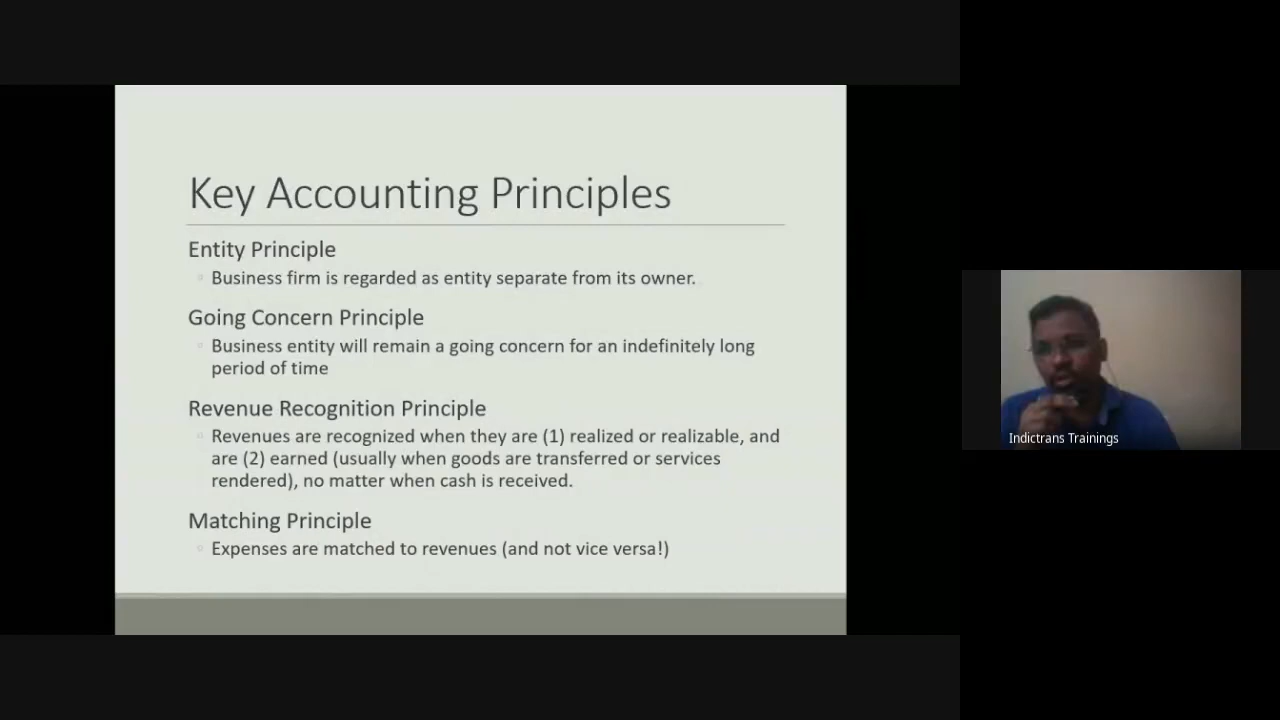 Key Accounting Principles
Entity Principle
Business firm is regarded as entity separate from its owner.
Going Concern Principle
Business entity will remain a going concern for an indefinitely long
period of time
Revenue Recognition Principle
Revenues are recognized when they are (1) realized or realizable, and
are (2) earned (usually when goods are transferred or services
rendered), no matter when cash is received.
Matching Principle
Expenses are matched to revenues (and not vice versa!)
Indictrans Trainings